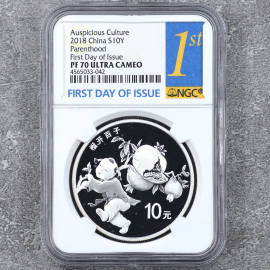 Auspicious Culture
2018 China S10Y
Parenthood
First Day of Issue
PF 70 ULTRA CAMEO
4565033-042
1st
NGC
FIRST DAY OF ISSUE
榴开百子
10元